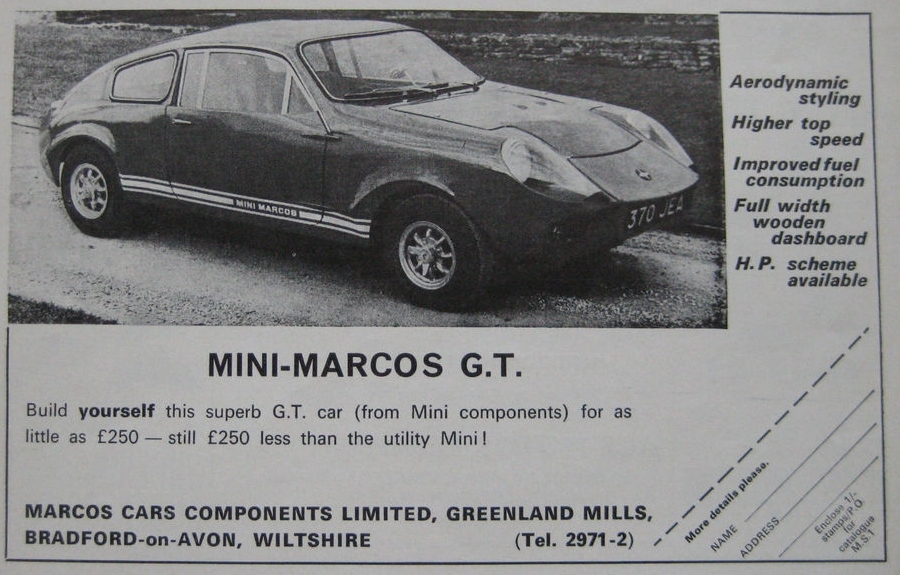 MINI MARCOS
370 JEA
Aerodynamic
styling
Higher top
speed
Improved fuel
consumption
Full width
wooden
dashboard
H.P. scheme
available
MINI-MARCOS G.T.
Build yourself this superb G.T. car (from Mini components) for as
little as £250 — still £250 less than the utility Mini!
MARCOS CARS COMPONENTS LIMITED, GREENLAND MILLS,
BRADFORD-on-AVON, WILTSHIRE (Tel. 2971-2)
More details please.
NAME
ADDRESS
Enclose 1/-
stamps/P.O.
for
catalogue
M.S.1